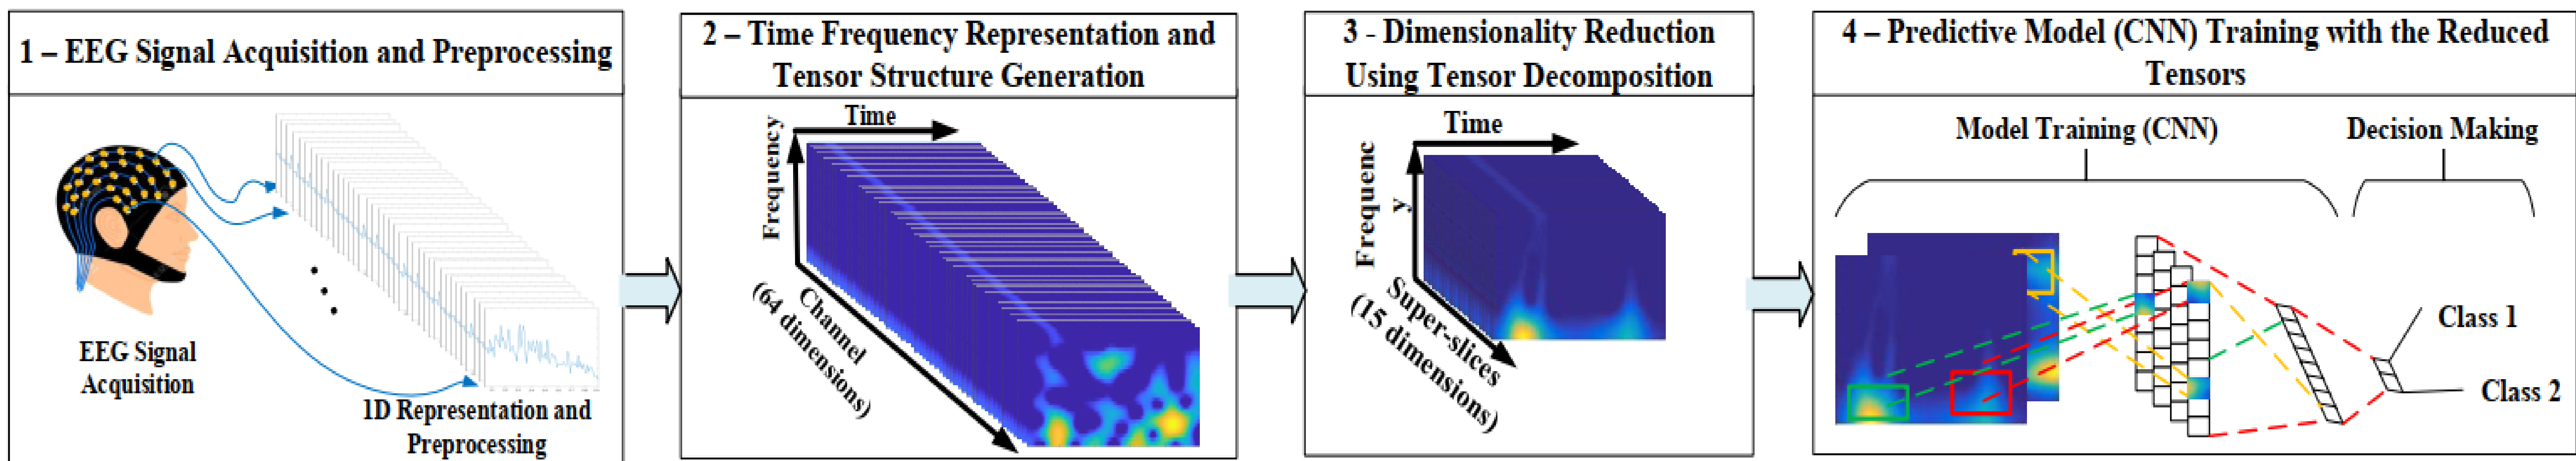 1 – EEG Signal Acquisition and Preprocessing
EEG Signal
Acquisition
1D Representation and
Preprocessing
2 – Time Frequency Representation and
Tensor Structure Generation
Time
Frequency
Channel
(64 dimensions)
3 - Dimensionality Reduction
Using Tensor Decomposition
Time
Frequenc
y
Super-slices
(15 dimensions)
4 – Predictive Model (CNN) Training with the Reduced
Tensors
Model Training (CNN)
Decision Making
Class 1
Class 2